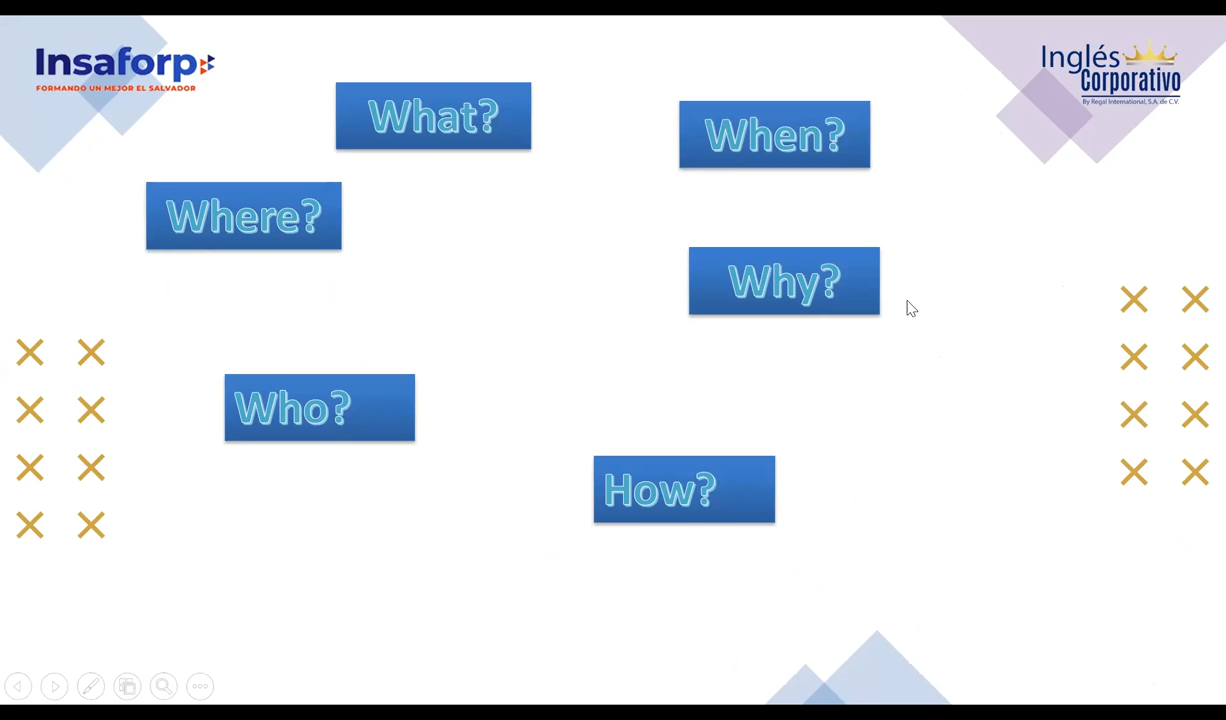 Insaforp
FORMANDO UN MEJOR EL SALVADOR
Inglés
Corporativo
By Regal International, S.A. de C.V.
What?
When?
Where?
Why?
Who?
How?